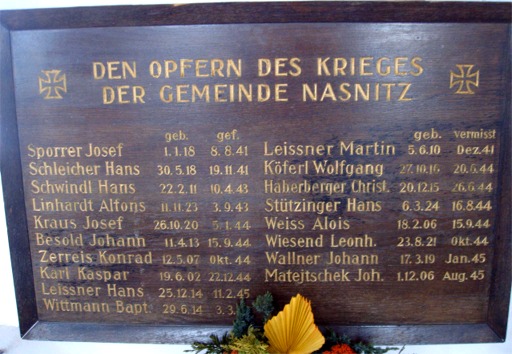 DEN OPFERN DES KRIEGES
DER GEMEINDE NASNITZ
geb. gef.
Sporrer Josef 1.1.18 8.8.41
Schleicher Hans 30.5.18 19.11.41
Schwindl Hans 22.2.11 10.4.43
Linhardt Alfons 11.11.23 3.9.43
Kraus Josef 26.10.20 5.1.44
Besold Johann 11.4.13 15.9.44
Zerreis Konrad 12.5.07 Okt.44
Karl Kaspar 19.6.02 22.12.44
Leissner Hans 25.12.14 11.2.45
Wittmann Bapt. 29.6.14
geb. vermisst
Leissner Martin 5.6.10 Dez.41
Köferl Wolfgang 27.10.16 20.6.44
Haberberger Christ. 20.12.15 26.6.44
Stützinger Hans 6.3.24 16.8.44
Weiss Alois 18.2.06 15.9.44
Wiesend Leonh. 23.8.21 Okt.44
Wallner Johann 17.3.19 Jan.45
Matejtschek Joh. 1.12.06 Aug.45